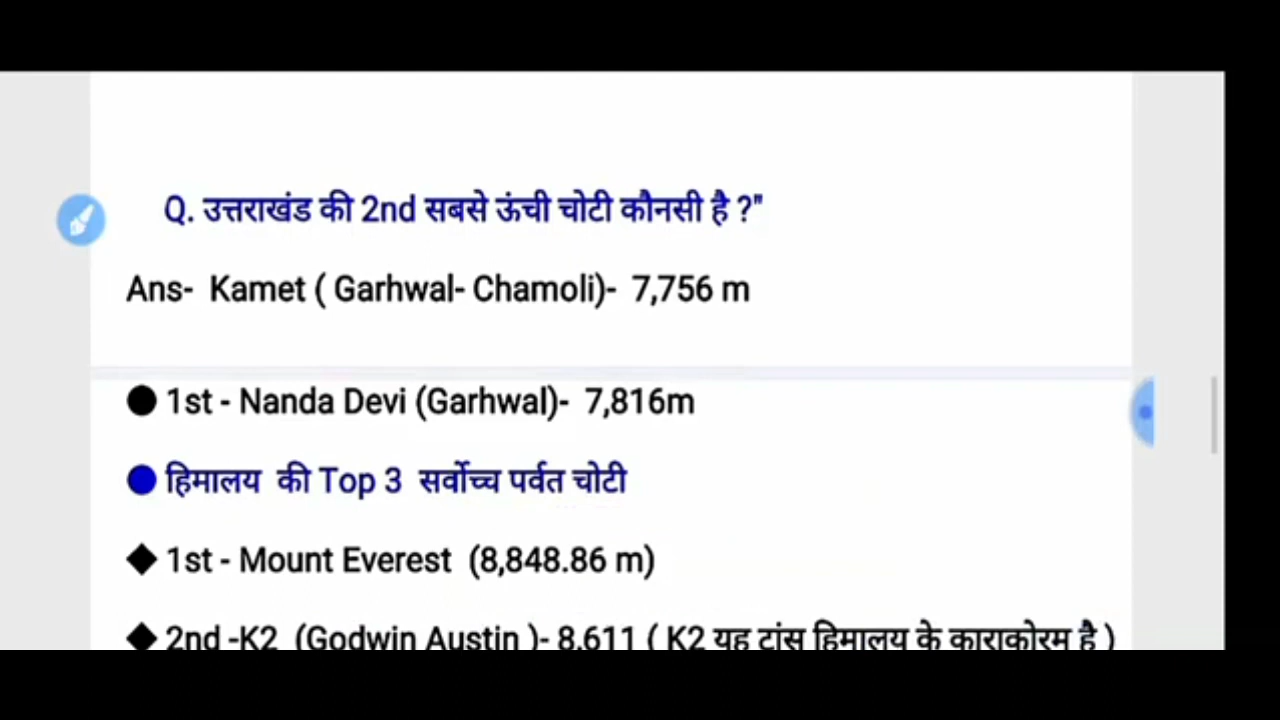 Q. उत्तराखंड की 2nd सबसे ऊंची चोटी कौनसी है ?"
Ans- Kamet ( Garhwal- Chamoli)- 7,756 m
● 1st - Nanda Devi (Garhwal)- 7,816m
● हिमालय की Top 3 सर्वोच्च पर्वत चोटी
◆ 1st - Mount Everest (8,848.86 m)
◆ 2nd -K2 (Godwin Austin )- 8,611 ( K2 यह टांस हिमालय के काराकोरम है )